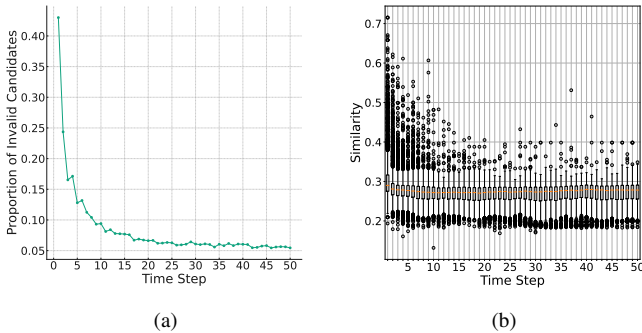 Proportion of Invalid Candidates
0.40
0.35
0.30
0.25
0.20
0.15
0.10
0.05
0 5 10 15 20 25 30 35 40 45 50
Time Step
(a)
Similarity
0.7
0.6
0.5
0.4
0.3
0.2
5 10 15 20 25 30 35 40 45 50
Time Step
(b)